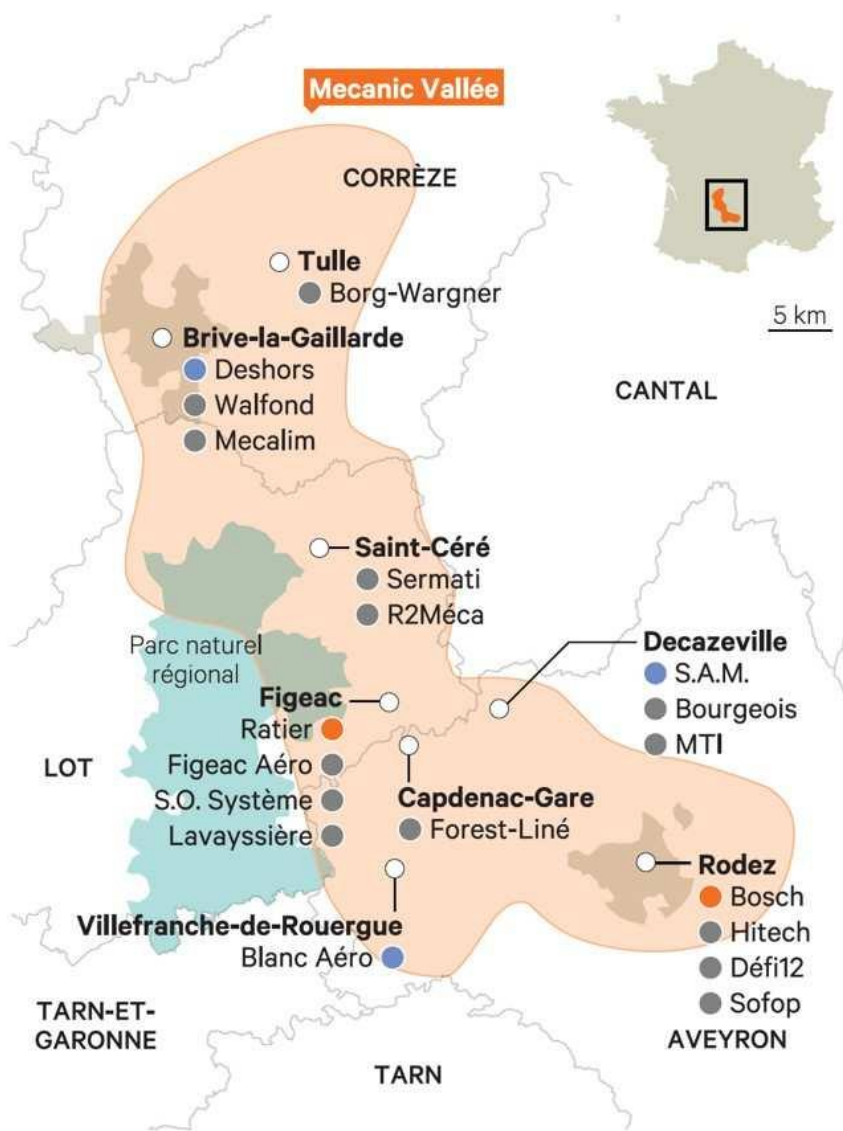 Mecanic Vallée
CORRÈZE
Tulle
Borg-Wargner
5 km
Brive-la-Gaillarde
Deshors
Walfond
Mecalim
CANTAL
Saint-Céré
Sermati
R2Méca
Parc naturel
régional
Decazeville
S.A.M.
Bourgeois
MTI
Figeac
Ratier
Figeac Aéro
S.O. Système
Lavayssière
LOT
Capdenac-Gare
Forest-Liné
Rodez
Bosch
Hitech
Défi12
Sofop
Villefranche-de-Rouergue
Blanc Aéro
TARN-ET-
GARONNE
AVEYRON
TARN